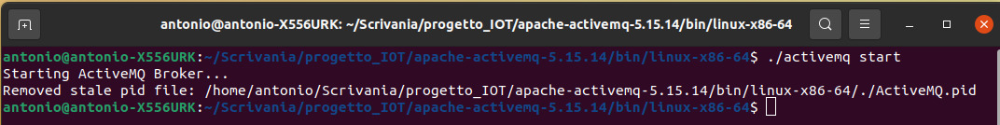 antonio@antonio-X556URK: ~/Scrivania/progetto_IOT/apache-activemq-5.15.14/bin/linux-x86-64
antonio@antonio-X556URK:~/Scrivania/progetto_IOT/apache-activemq-5.15.14/bin/linux-x86-64$ ./activemq start
Starting ActiveMQ Broker...
Removed stale pid file: /home/antonio/Scrivania/progetto_IOT/apache-activemq-5.15.14/bin/linux-x86-64/./ActiveMQ.pid
antonio@antonio-X556URK:~/Scrivania/progetto_IOT/apache-activemq-5.15.14/bin/linux-x86-64$